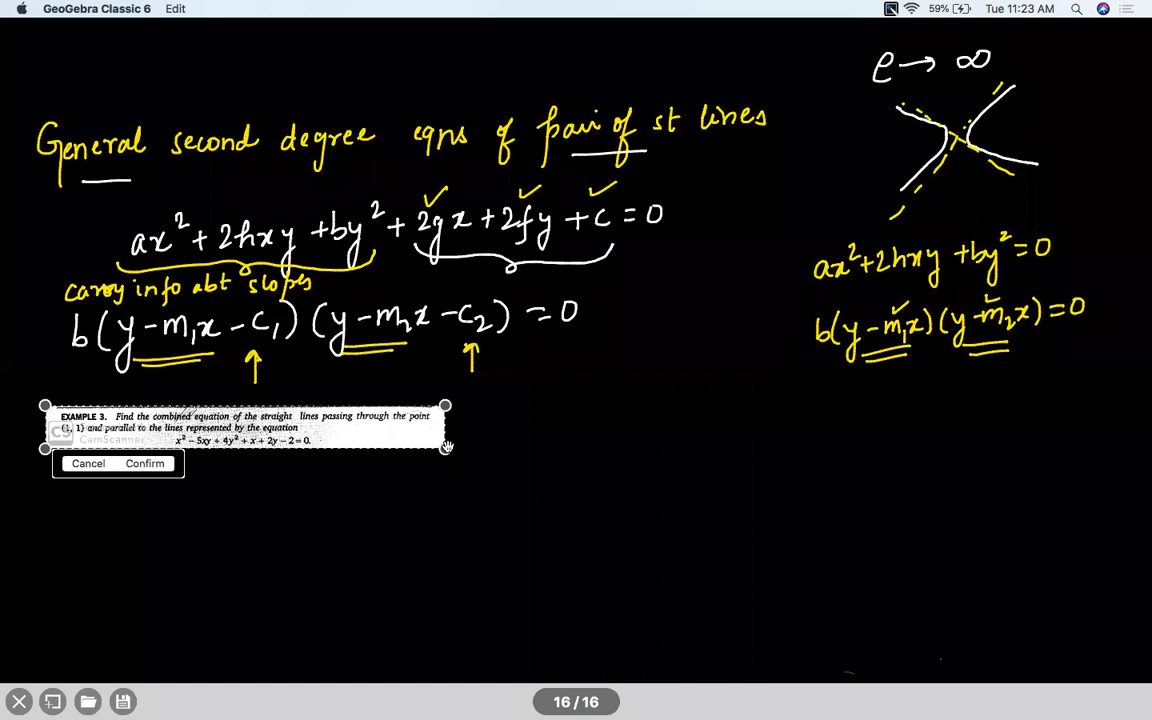 GeoGebra Classic 6 Edit 59% Tue 11:23 AM
e → ∞
General second degree eqns of pair of st lines
ax² + 2hxy + by² + 2gx + 2fy + c = 0
carry info abt slopes
b(y - m₁x - c₁) (y - m₂x - c₂) = 0
ax² + 2hxy + by² = 0
b(y - m₁x) (y - m₂x) = 0
EXAMPLE 3. Find the combined equation of the straight lines passing through the point
(1, 1) and parallel to the lines represented by the equation
x² - 5xy + 4y² + x + 2y - 2 = 0.
CS CamScanner
Cancel Confirm
16 / 16